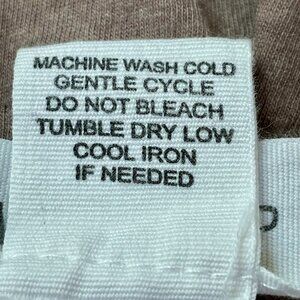 MACHINE WASH COLD
GENTLE CYCLE
DO NOT BLEACH
TUMBLE DRY LOW
COOL IRON
IF NEEDED